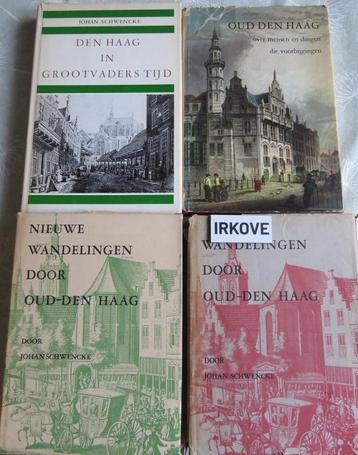 JOHAN SCHWENCKE
DEN HAAG
IN
GROOTVADERS TIJD
OUD DEN HAAG
over mensen en dingen
die voorbijgingen
NIEUWE
WANDELINGEN
DOOR
OUD-DEN HAAG
DOOR
JOHAN SCHWENCKE
IRKOVE
WANDELINGEN
DOOR
OUD-DEN HAAG
DOOR
JOHAN SCHWENCKE